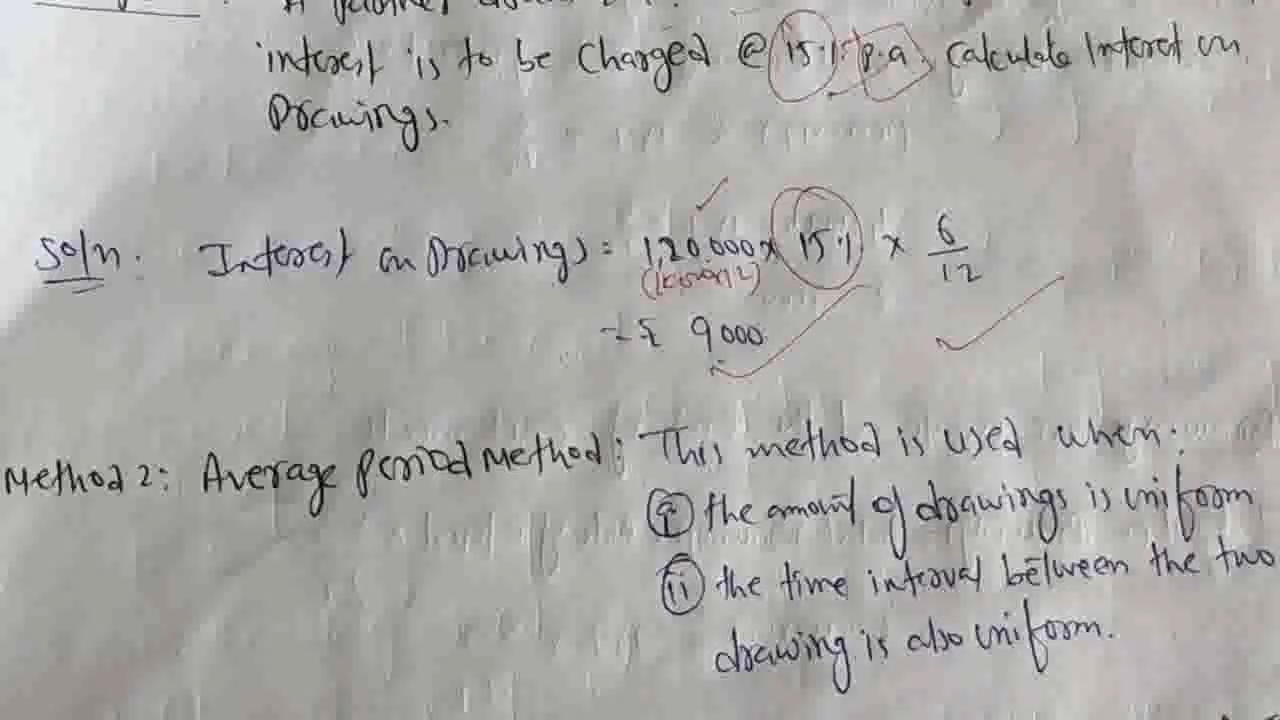 interest is to be charged @ 15% p.a. calculate Interest on
Drawings.
Soln. Interest on Drawings = 1,20,000 x 15% x 6/12
= ₹ 9000
Method 2: Average period Method: This method is used when:
(i) the amount of drawings is uniform
(ii) the time interval between the two
drawing is also uniform.